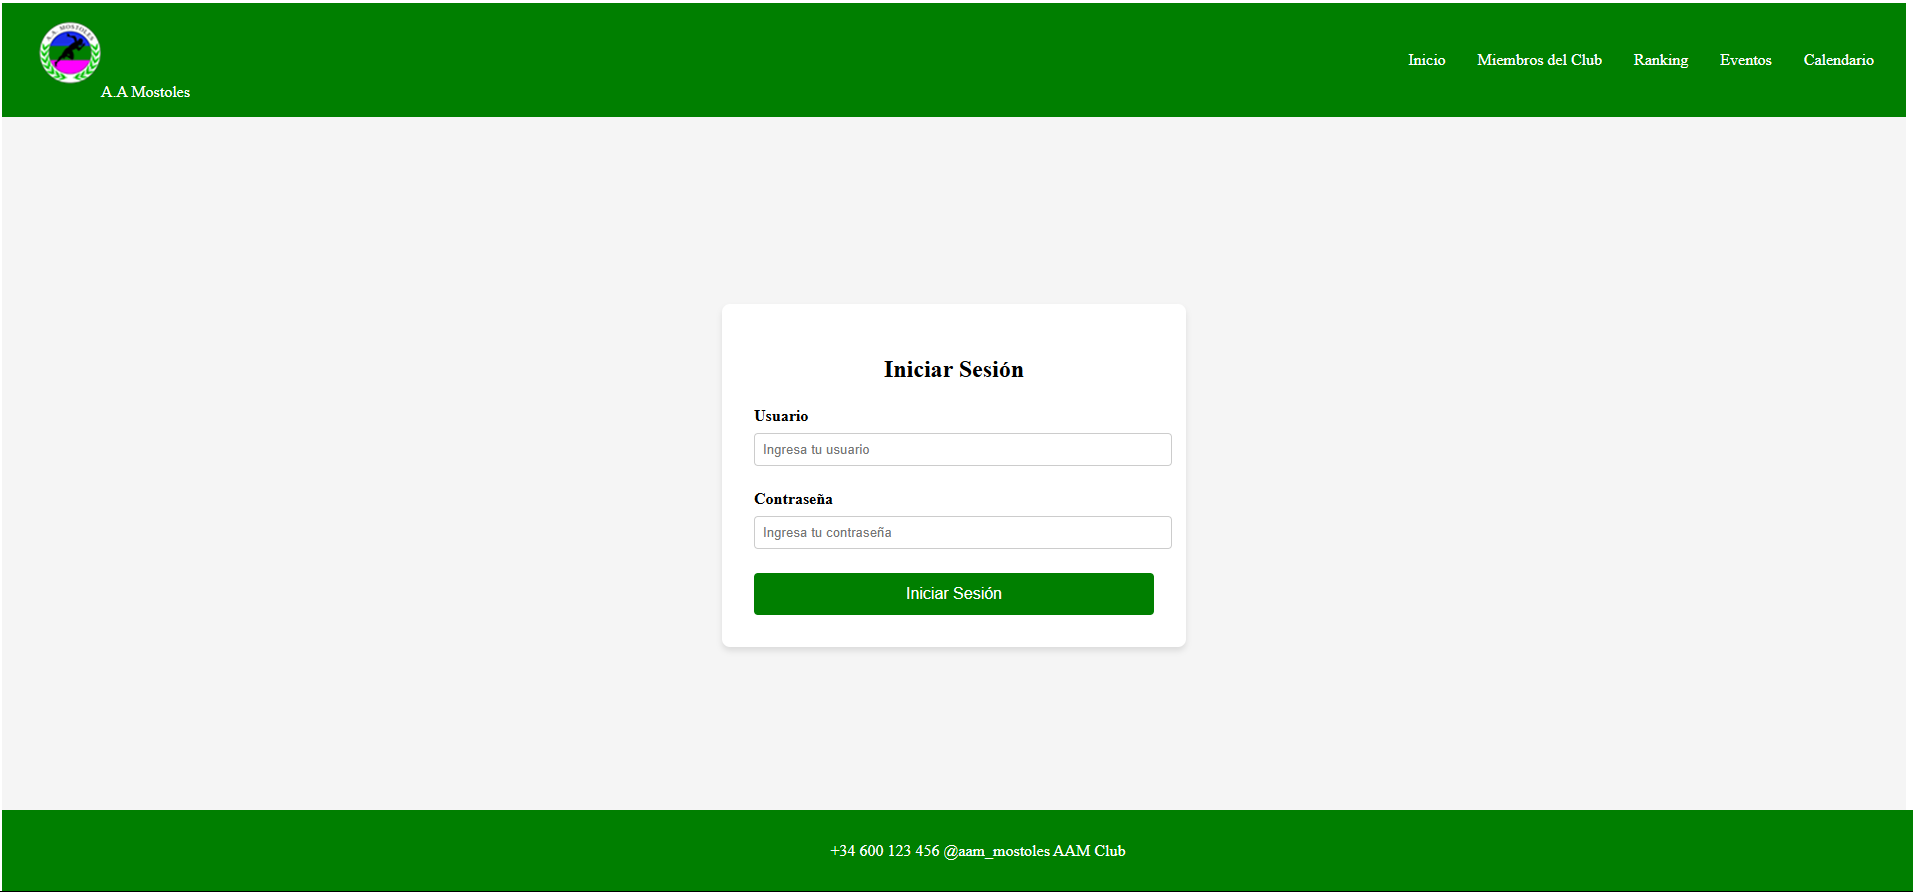 A. A. MOSTOLES
A.A Mostoles
Inicio Miembros del Club Ranking Eventos Calendario
Iniciar Sesión
Usuario
Ingresa tu usuario
Contraseña
Ingresa tu contraseña
Iniciar Sesión
+34 600 123 456 @aam_mostoles AAM Club